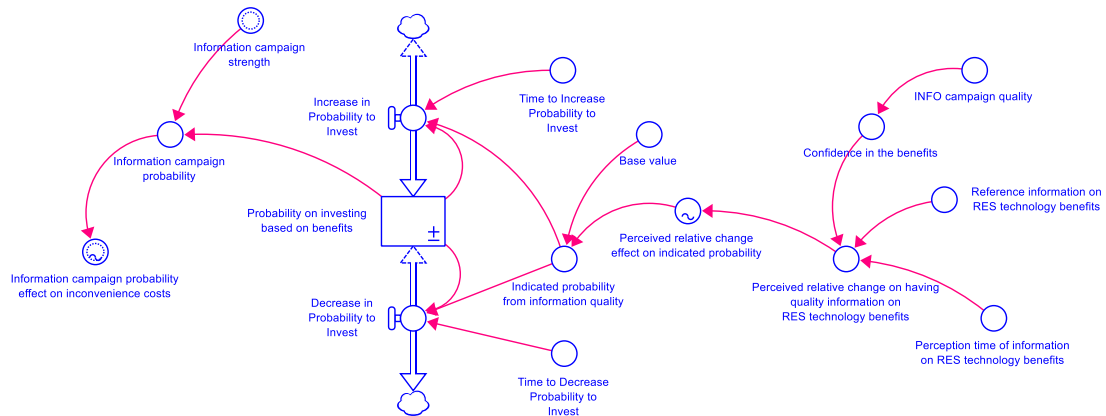 Information campaign
strength
Information campaign
probability
Information campaign probability
effect on inconvenience costs
Increase in
Probability to
Invest
Time to Increase
Probability to
Invest
Probability on investing
based on benefits
±
Decrease in
Probability to
Invest
Time to Decrease
Probability to
Invest
Base value
Indicated probability
from information quality
Perceived relative change
effect on indicated probability
INFO campaign quality
Confidence in the benefits
Reference information on
RES technology benefits
Perceived relative change on having
quality information on
RES technology benefits
Perception time of information
on RES technology benefits